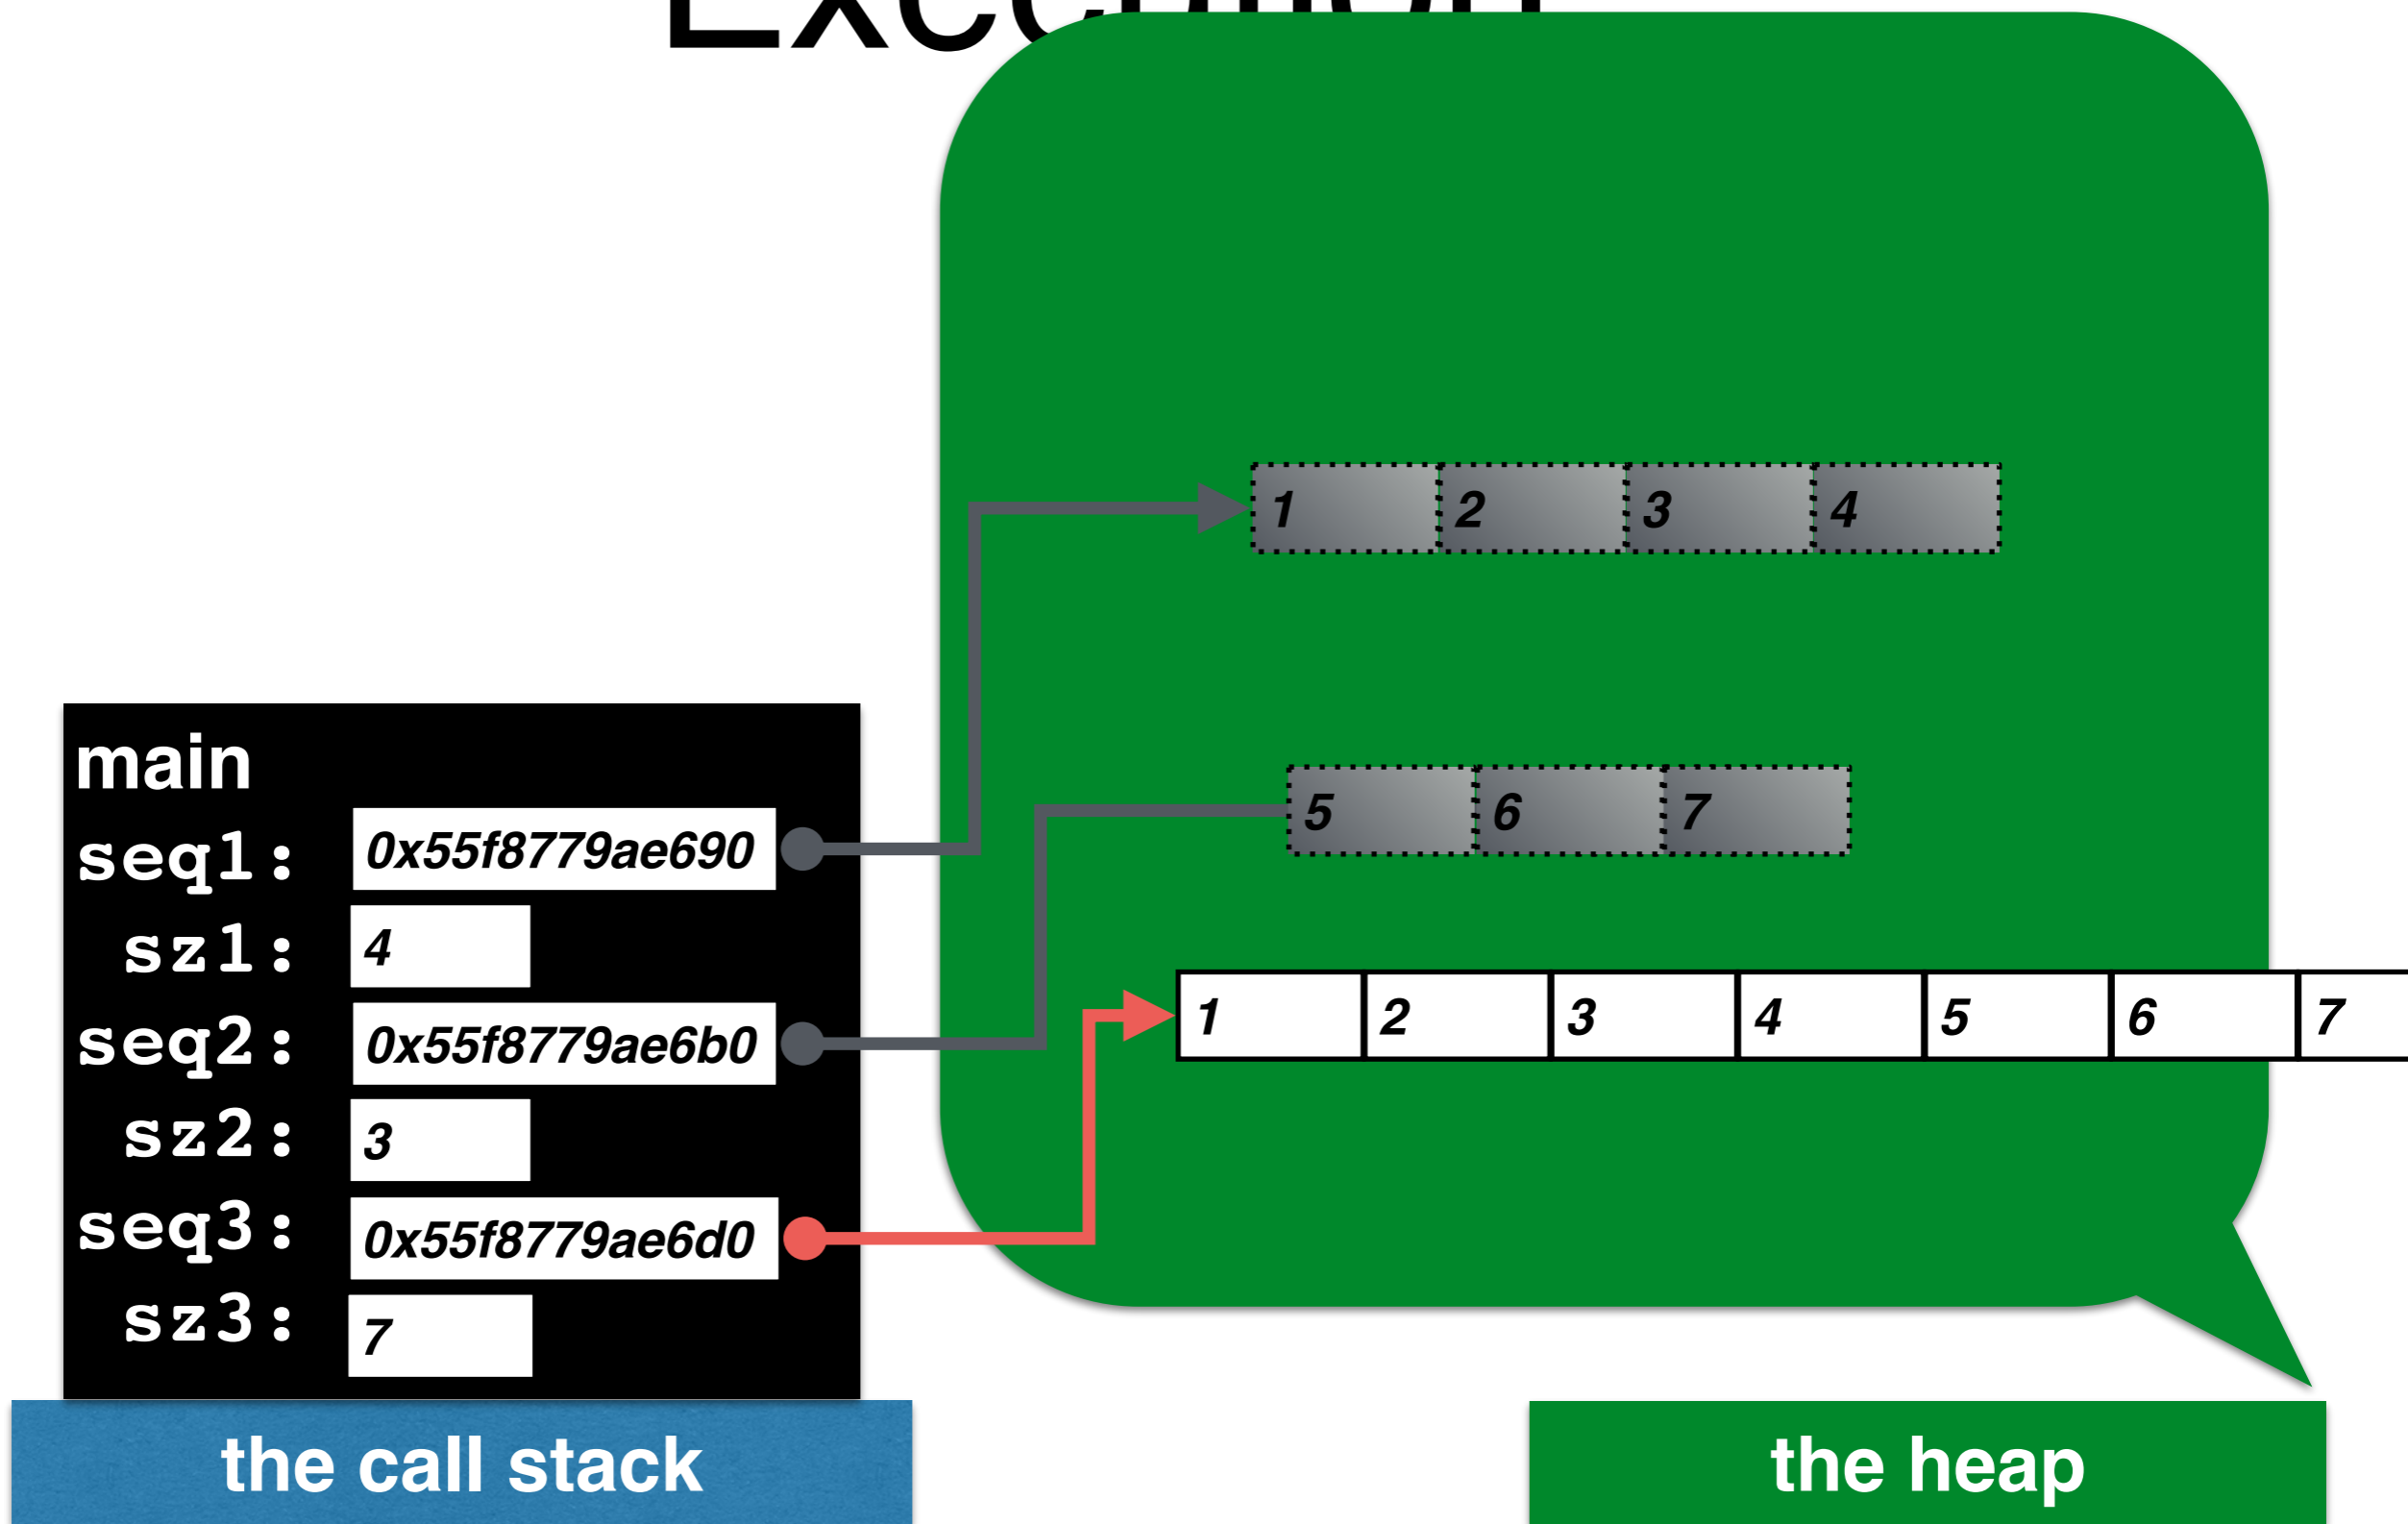 Execution
1 2 3 4
5 6 7
1 2 3 4 5 6 7
main
seq1: 0x55f8779ae690
sz1: 4
seq2: 0x55f8779ae6b0
sz2: 3
seq3: 0x55f8779ae6d0
sz3: 7
the call stack
the heap